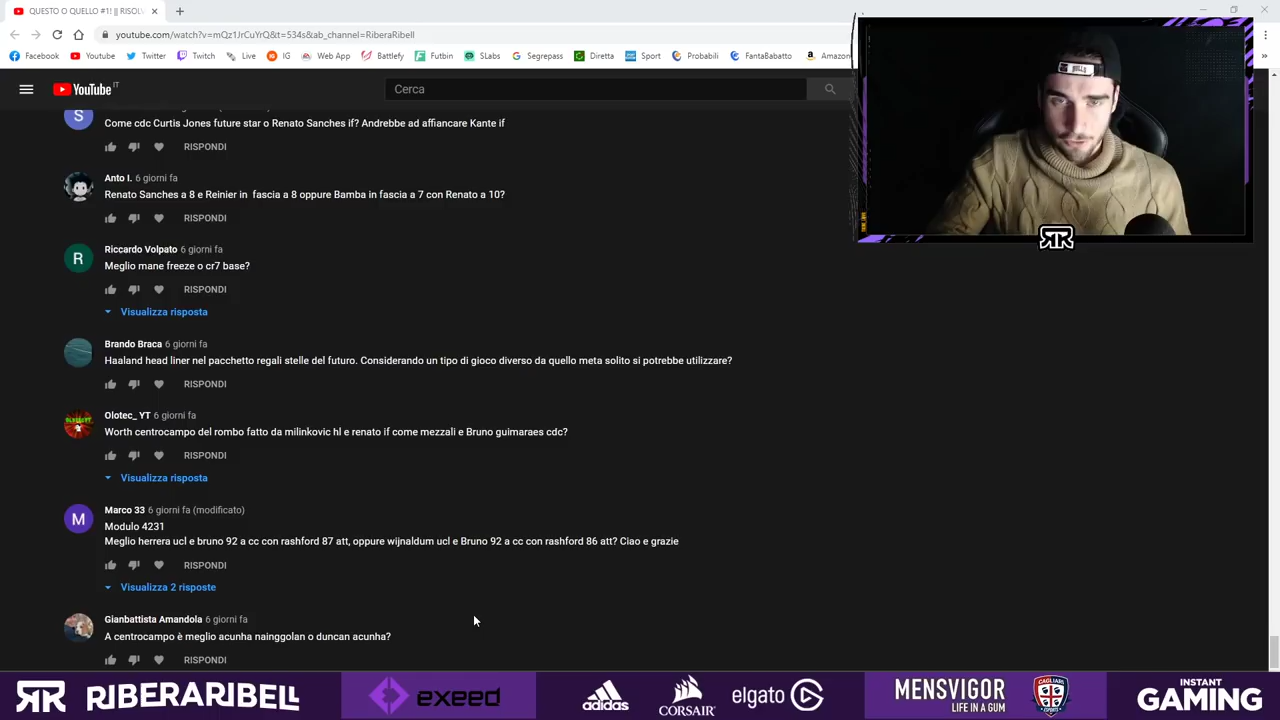 QUESTO O QUELLO #1! || RISOLV
youtube.com/watch?v=mQz1JrCuYrQ&t=534s&ab_channel=RiberaRibell
Facebook Youtube Twitter Twitch Live IG Web App Battlefy Futbin SLabs Segrepass Diretta Sport Probabili FantaBabatto Amazon
YouTube IT
Cerca
S
Come cdc Curtis Jones future star o Renato Sanches if? Andrebbe ad affiancare Kante if
RISPONDI
Anto I. 6 giorni fa
Renato Sanches a 8 e Reinier in fascia a 8 oppure Bamba in fascia a 7 con Renato a 10?
RISPONDI
R
Riccardo Volpato 6 giorni fa
Meglio mane freeze o cr7 base?
RISPONDI
Visualizza risposta
Brando Braca 6 giorni fa
Haaland head liner nel pacchetto regali stelle del futuro. Considerando un tipo di gioco diverso da quello meta solito si potrebbe utilizzare?
RISPONDI
Olotec_ YT 6 giorni fa
Worth centrocampo del rombo fatto da milinkovic hl e renato if come mezzali e Bruno guimaraes cdc?
RISPONDI
Visualizza risposta
M
Marco 33 6 giorni fa (modificato)
Modulo 4231
Meglio herrera ucl e bruno 92 a cc con rashford 87 att, oppure wijnaldum ucl e Bruno 92 a cc con rashford 86 att? Ciao e grazie
RISPONDI
Visualizza 2 risposte
Gianbattista Amandola 6 giorni fa
A centrocampo è meglio acunha nainggolan o duncan acunha?
RISPONDI
RIBERARIBELL
exeed
adidas
CORSAIR
elgato
MENSVIGOR
LIFE IN A GUM
CAGLIARI
ESPORTS
INSTANT
GAMING